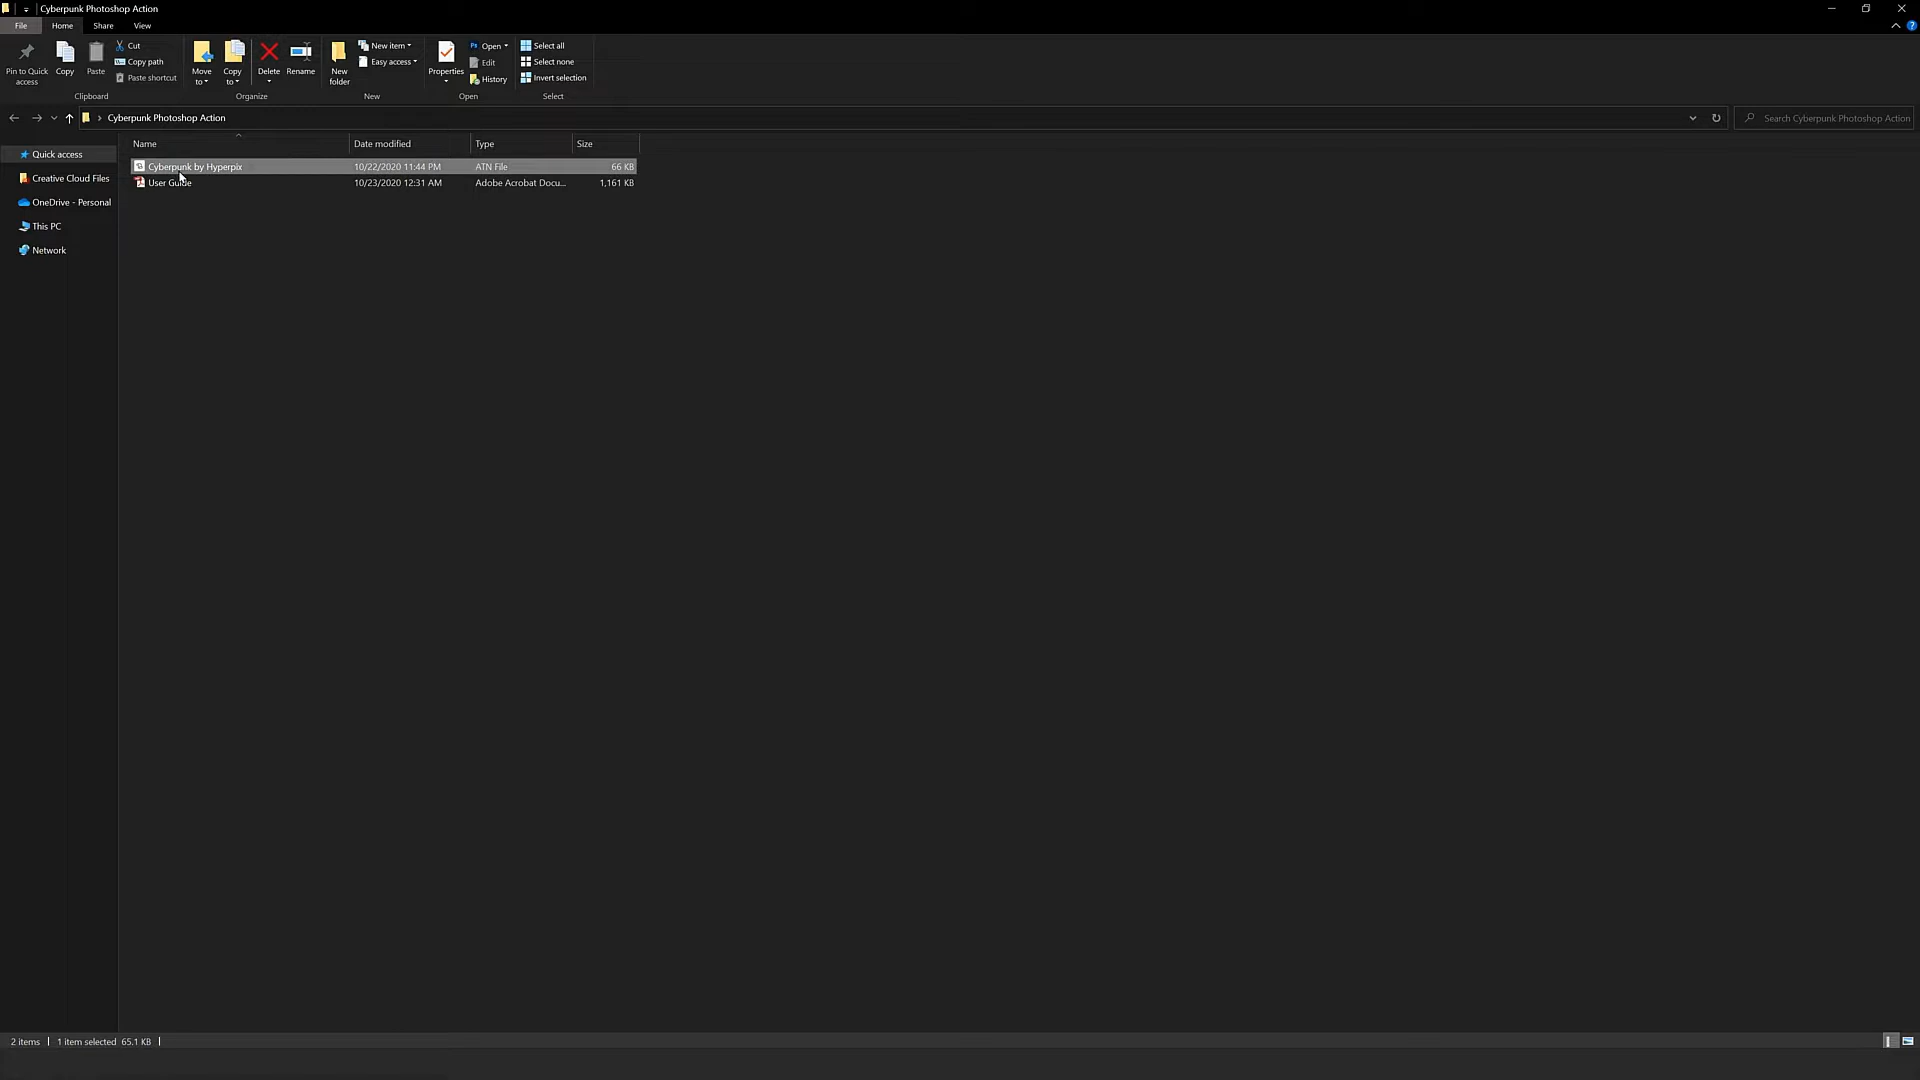 Cyberpunk Photoshop Action
File Home Share View
Pin to Quick access
Copy
Paste
Cut
Copy path
Paste shortcut
Clipboard
Move to
Copy to
Delete
Rename
Organize
New folder
New item
Easy access
New
Properties
Open
Edit
History
Open
Select all
Select none
Invert selection
Select
Cyberpunk Photoshop Action
Search Cyberpunk Photoshop Action
Name Date modified Type Size
Cyberpunk by Hyperpix 10/22/2020 11:44 PM ATN File 66 KB
User Guide 10/23/2020 12:31 AM Adobe Acrobat Docu... 1,161 KB
Quick access
Creative Cloud Files
OneDrive - Personal
This PC
Network
2 items 1 item selected 65.1 KB